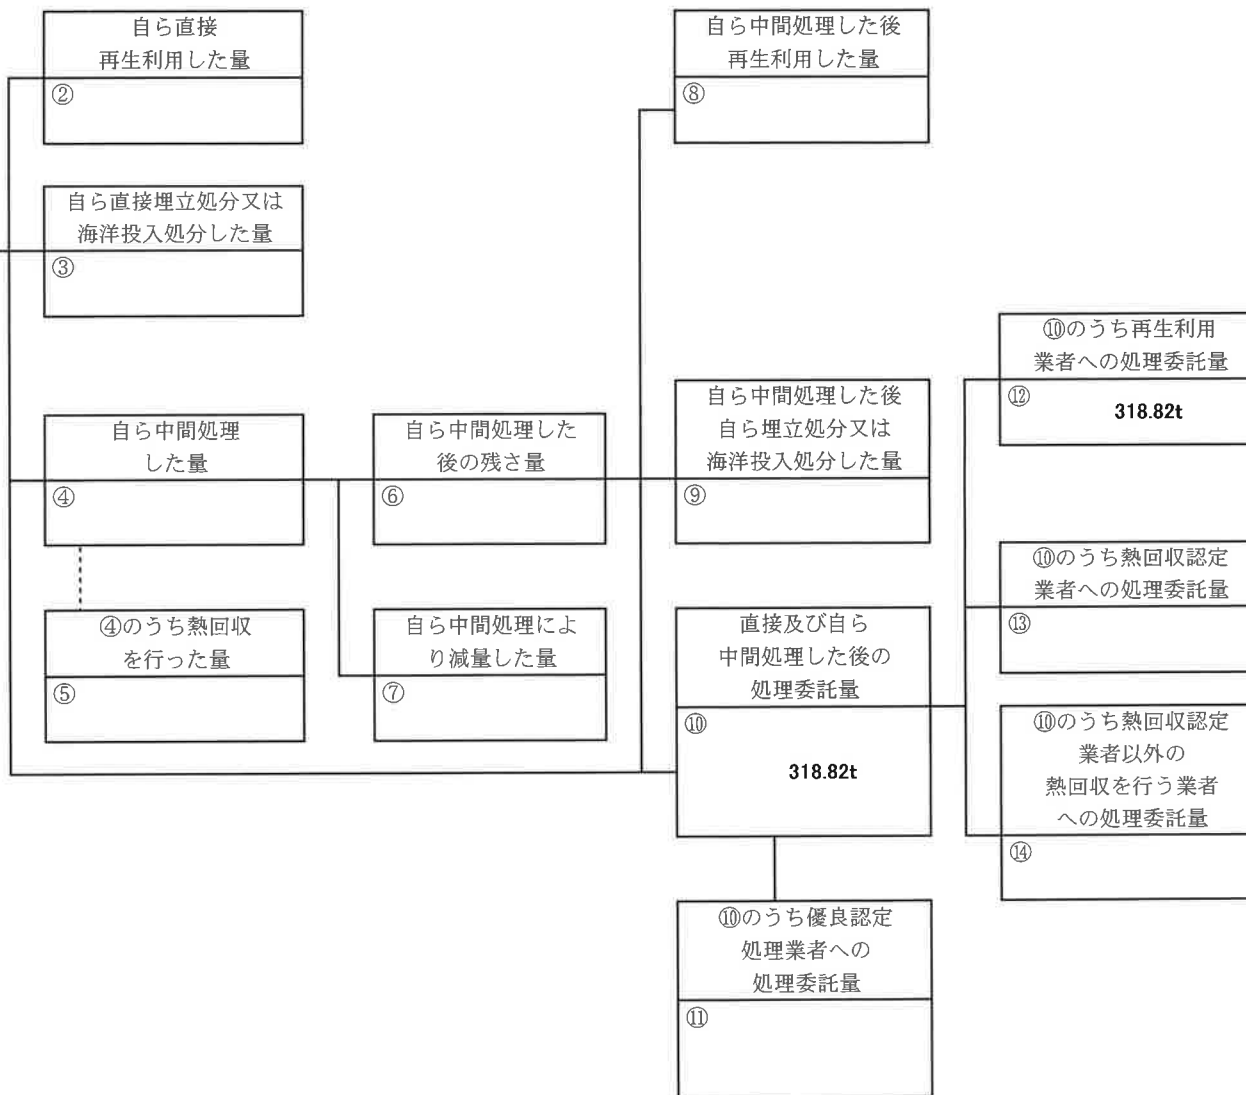 自ら直接
再生利用した量
②
自ら直接埋立処分又は
海洋投入処分した量
③
自ら中間処理
した量
④
④のうち熱回収
を行った量
⑤
自ら中間処理した
後の残さ量
⑥
自ら中間処理によ
り減量した量
⑦
自ら中間処理した後
再生利用した量
⑧
自ら中間処理した後
自ら埋立処分又は
海洋投入処分した量
⑨
直接及び自ら
中間処理した後の
処理委託量
⑩
318.82t
⑩のうち優良認定
処理業者への
処理委託量
⑪
⑩のうち再生利用
業者への処理委託量
⑫
318.82t
⑩のうち熱回収認定
業者への処理委託量
⑬
⑩のうち熱回収認定
業者以外の
熱回収を行う業者
への処理委託量
⑭